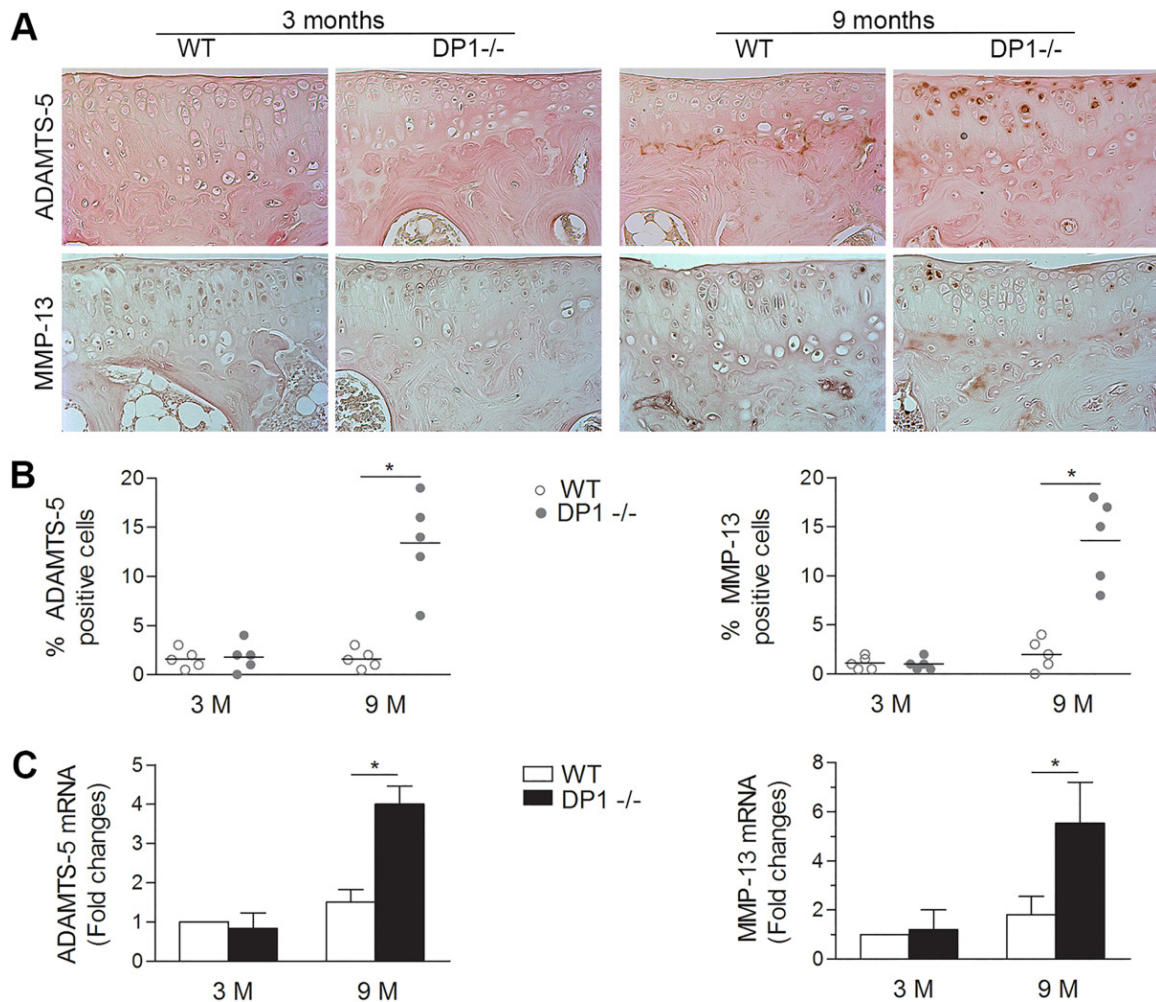 A
3 months
9 months
WT
DP1-/-
WT
DP1-/-
ADAMTS-5
MMP-13
B
% ADAMTS-5
positive cells
20
15
10
5
0
*
3 M
9 M
WT
DP1 -/-
% MMP-13
positive cells
20
15
10
5
0
*
3 M
9 M
C
ADAMTS-5 mRNA
(Fold changes)
5
4
3
2
1
0
*
3 M
9 M
WT
DP1 -/-
MMP-13 mRNA
(Fold changes)
8
6
4
2
0
*
3 M
9 M